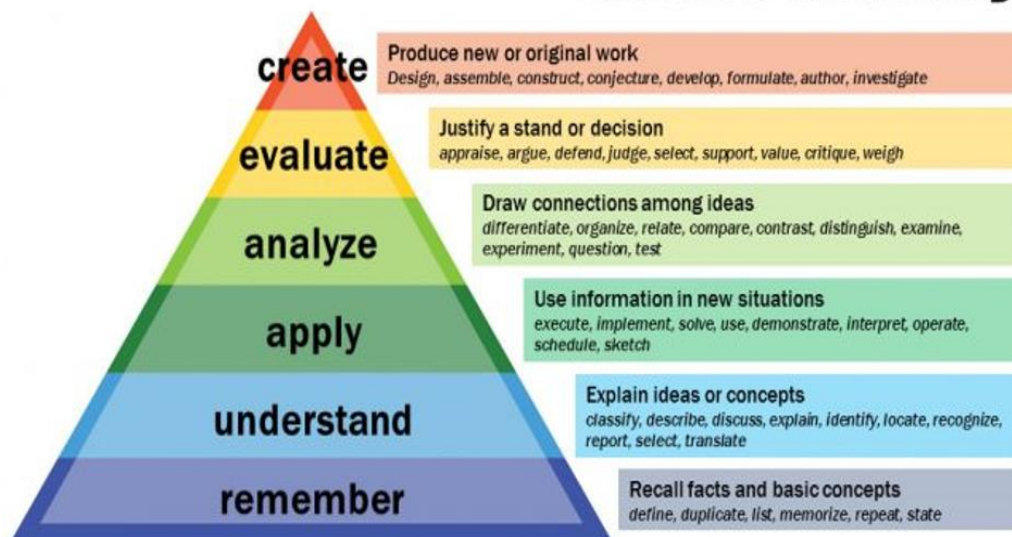 create
Produce new or original work
Design, assemble, construct, conjecture, develop, formulate, author, investigate
evaluate
Justify a stand or decision
appraise, argue, defend, judge, select, support, value, critique, weigh
analyze
Draw connections among ideas
differentiate, organize, relate, compare, contrast, distinguish, examine,
experiment, question, test
apply
Use information in new situations
execute, implement, solve, use, demonstrate, interpret, operate,
schedule, sketch
understand
Explain ideas or concepts
classify, describe, discuss, explain, identify, locate, recognize,
report, select, translate
remember
Recall facts and basic concepts
define, duplicate, list, memorize, repeat, state